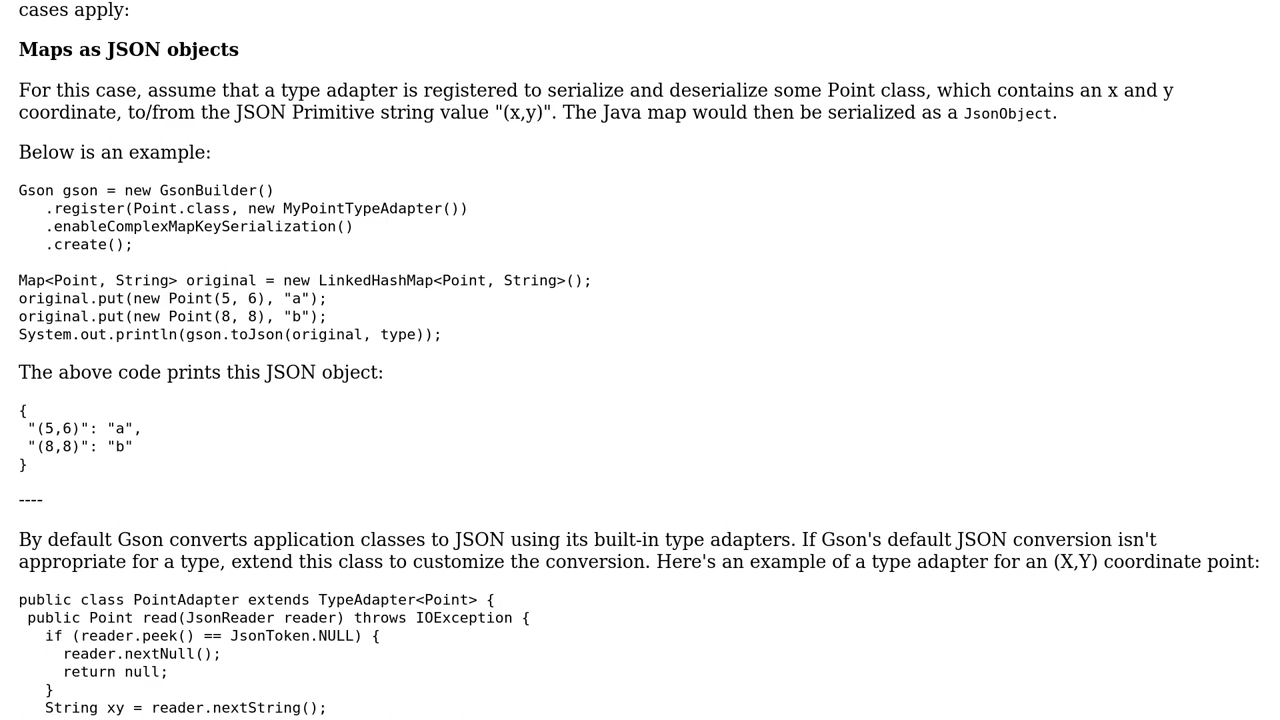 cases apply:
Maps as JSON objects
For this case, assume that a type adapter is registered to serialize and deserialize some Point class, which contains an x and y
coordinate, to/from the JSON Primitive string value "(x,y)". The Java map would then be serialized as a JsonObject.
Below is an example:
Gson gson = new GsonBuilder()
   .register(Point.class, new MyPointTypeAdapter())
   .enableComplexMapKeySerialization()
   .create();
Map<Point, String> original = new LinkedHashMap<Point, String>();
original.put(new Point(5, 6), "a");
original.put(new Point(8, 8), "b");
System.out.println(gson.toJson(original, type));
The above code prints this JSON object:
{
 "(5,6)": "a",
 "(8,8)": "b"
}
----
By default Gson converts application classes to JSON using its built-in type adapters. If Gson's default JSON conversion isn't
appropriate for a type, extend this class to customize the conversion. Here's an example of a type adapter for an (X,Y) coordinate point:
public class PointAdapter extends TypeAdapter<Point> {
 public Point read(JsonReader reader) throws IOException {
   if (reader.peek() == JsonToken.NULL) {
     reader.nextNull();
     return null;
   }
   String xy = reader.nextString();